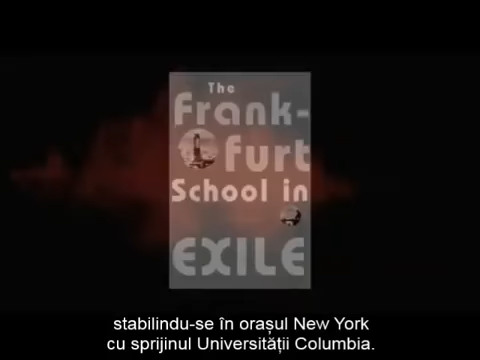 The
Frank-
furt
School in
EXILE
stabilindu-se în orașul New York
cu sprijinul Universității Columbia.